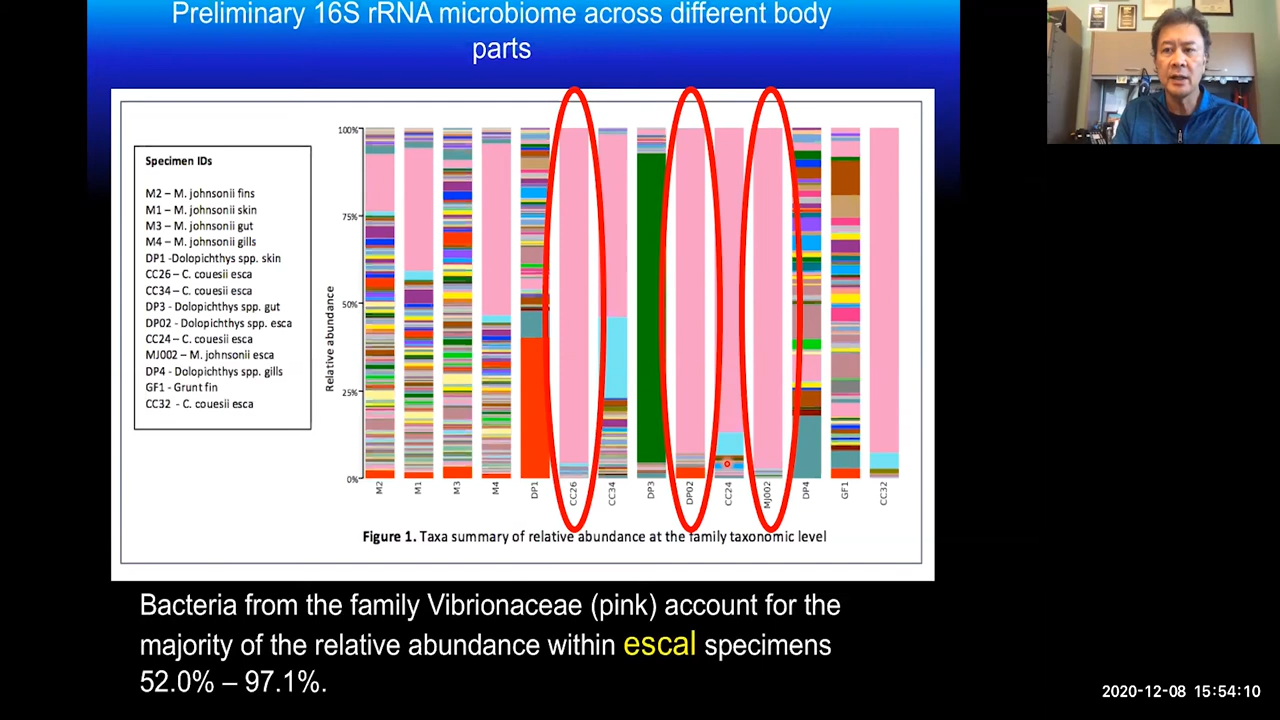 Preliminary 16S rRNA microbiome across different body
parts
Specimen IDs
M2 – M. johnsonii fins
M1 – M. johnsonii skin
M3 – M. johnsonii gut
M4 – M. johnsonii gills
DP1 -Dolopichthys spp. skin
CC26 – C. couesii esca
CC34 – C. couesii esca
DP3 - Dolopichthys spp. gut
DP02 - Dolopichthys spp. esca
CC24 – C. couesii esca
MJ002 – M. johnsonii esca
DP4 - Dolopichthys spp. gills
GF1 - Grunt fin
CC32 - C. couesii esca
Relative abundance
100%
75%
50%
25%
0%
M2 M1 M3 M4 DP1 CC26 CC34 DP3 DP02 CC24 MJ002 DP4 GF1 CC32
Figure 1. Taxa summary of relative abundance at the family taxonomic level
Bacteria from the family Vibrionaceae (pink) account for the
majority of the relative abundance within escal specimens
52.0% – 97.1%.
2020-12-08 15:54:10